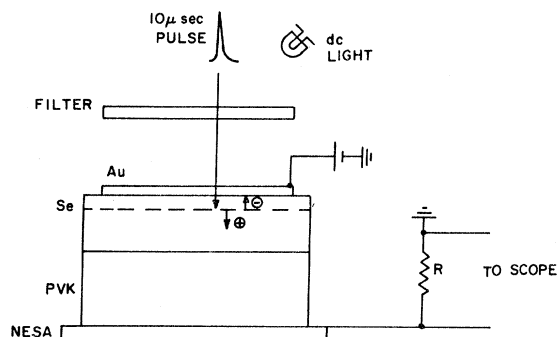 10μ sec
PULSE
dc
LIGHT
FILTER
Au
⊖
Se
⊕
R
TO SCOPE
PVK
NESA